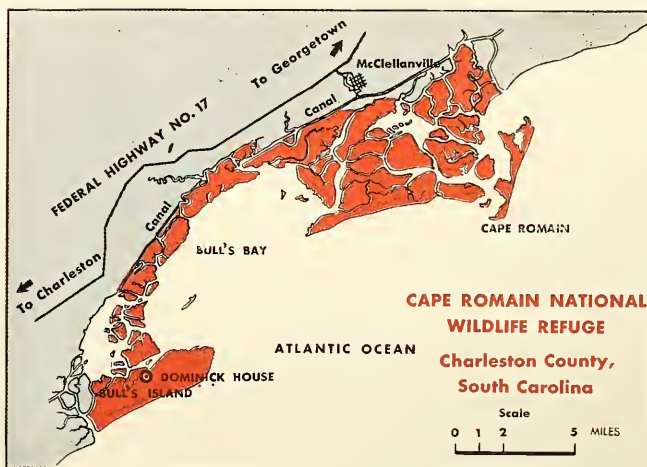 To Georgetown
McClellanville
FEDERAL HIGHWAY NO. 17
Canal
Canal
To Charleston
BULL'S BAY
CAPE ROMAIN
CAPE ROMAIN NATIONAL
WILDLIFE REFUGE
ATLANTIC OCEAN
Charleston County,
South Carolina
DOMINICK HOUSE
BULL'S ISLAND
Scale
0 1 2 5 MILES